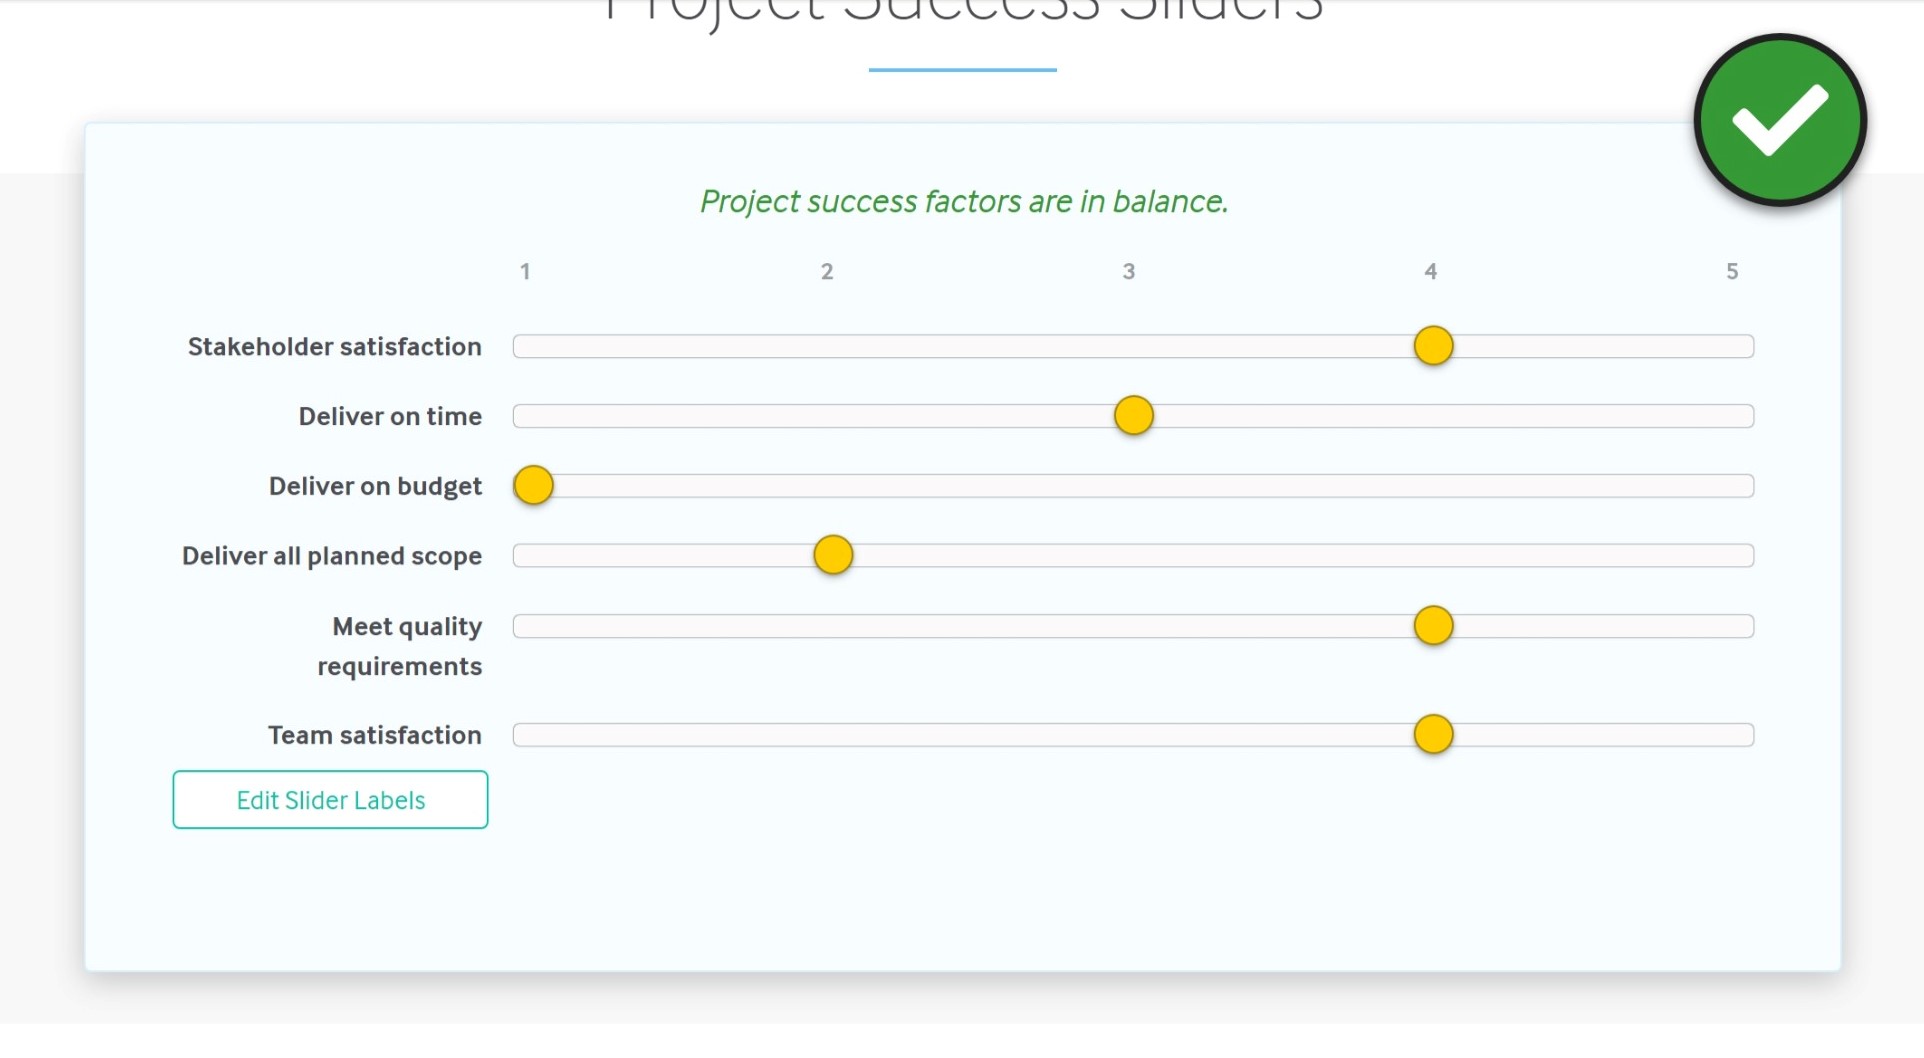 Project Success Sliders
Project success factors are in balance.
1 2 3 4 5
Stakeholder satisfaction
Deliver on time
Deliver on budget
Deliver all planned scope
Meet quality
requirements
Team satisfaction
Edit Slider Labels